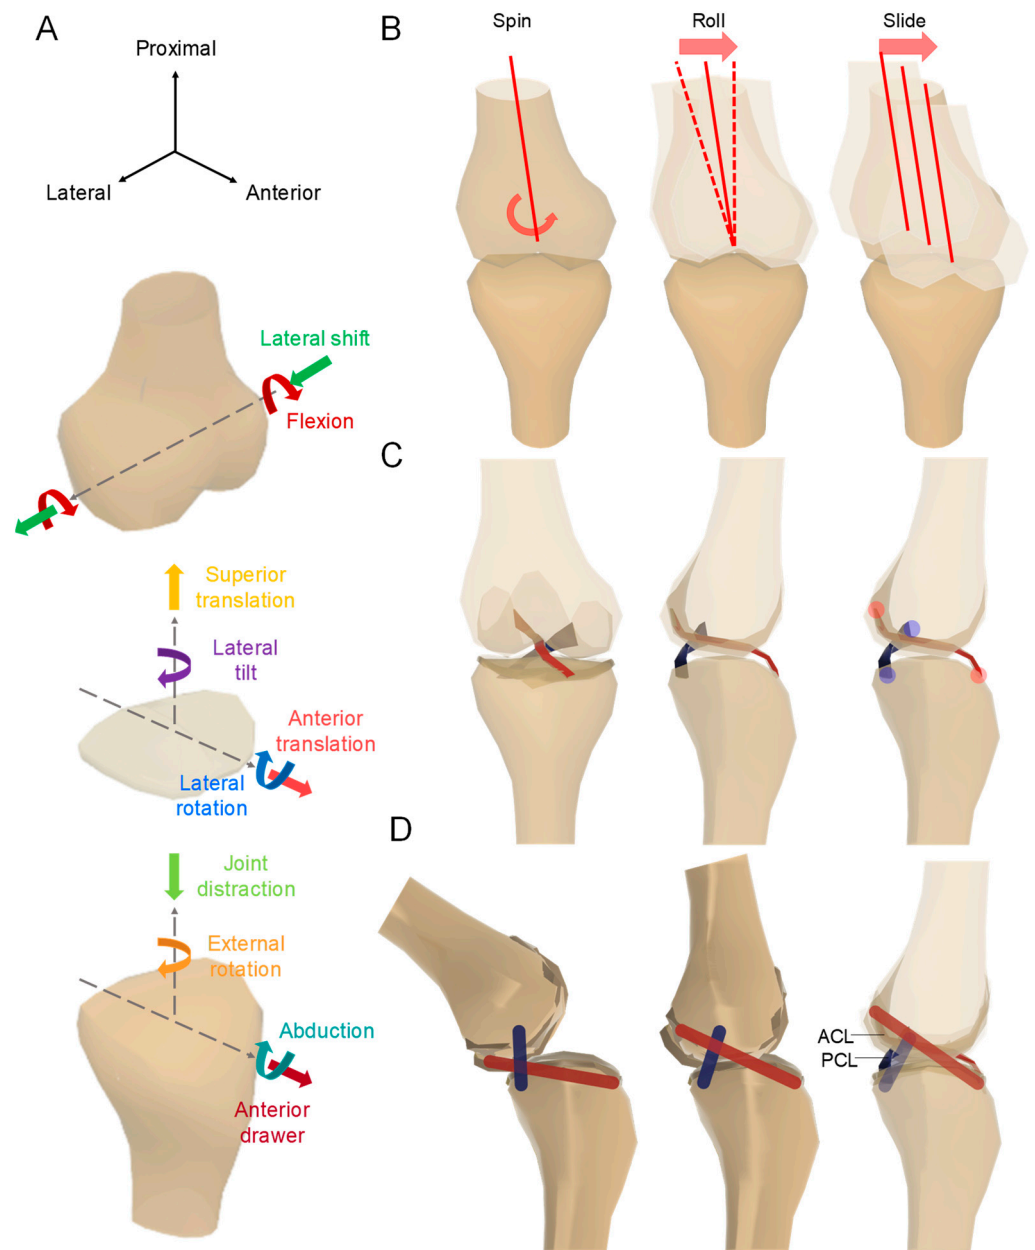 A
Proximal
Lateral
Anterior
Lateral shift
Flexion
Superior
translation
Lateral
tilt
Anterior
translation
Lateral
rotation
Joint
distraction
External
rotation
Abduction
Anterior
drawer
B
Spin
Roll
Slide
C
D
ACL
PCL